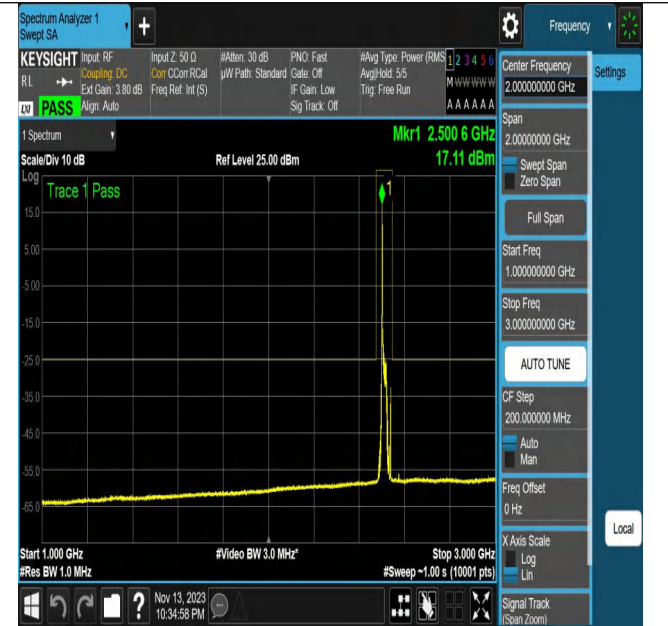 Spectrum Analyzer 1
Swept SA
+
Frequency
KEYSIGHT
RL
LXI
PASS
Input: RF
Coupling: DC
Ext Gain: 3.80 dB
Align: Auto
Input Z: 50 Ω
Corr CCorr RCal
Freq Ref: Int (S)
#Atten: 30 dB
µW Path: Standard
PNO: Fast
Gate: Off
IF Gain: Low
Sig Track: Off
#Avg Type: Power (RMS
Avg|Hold: 5/5
Trig: Free Run
1 2 3 4 5 6
M W W W W W
A A A A A A
1 Spectrum
Mkr1 2.500 6 GHz
Scale/Div 10 dB
Ref Level 25.00 dBm
17.11 dBm
Log
Trace 1 Pass
1
15.0
5.00
-5.00
-15.0
-25.0
-35.0
-45.0
-55.0
-65.0
Start 1.000 GHz
#Video BW 3.0 MHz*
Stop 3.000 GHz
#Res BW 1.0 MHz
#Sweep ~1.00 s (10001 pts)
Center Frequency
2.000000000 GHz
Settings
Span
2.00000000 GHz
Swept Span
Zero Span
Full Span
Start Freq
1.000000000 GHz
Stop Freq
3.000000000 GHz
AUTO TUNE
CF Step
200.000000 MHz
Auto
Man
Freq Offset
0 Hz
X Axis Scale
Log
Lin
Local
Signal Track
(Span Zoom)
?
Nov 13, 2023
10:34:58 PM